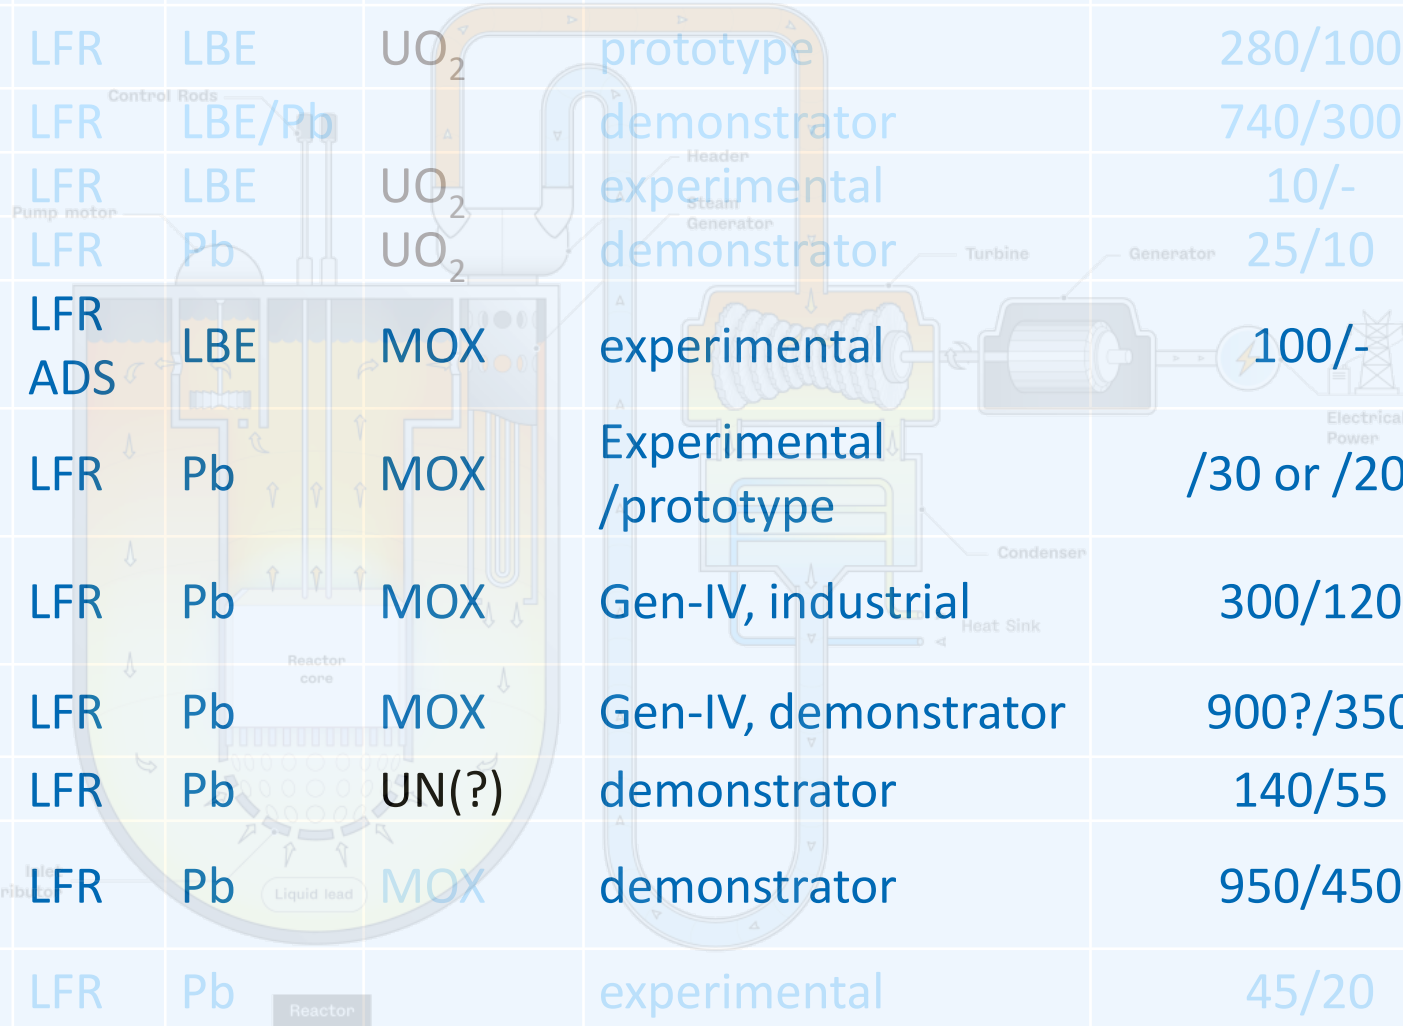 LFR LBE UO₂ prototype 280/100
Control Rods
LFR LBE/Pb demonstrator 740/300
Header
LFR LBE UO₂ experimental 10/-
Pump motor
Steam
Generator
LFR Pb UO₂ demonstrator 25/10
Turbine Generator
LFR
ADS LBE MOX experimental 100/-
Electrical
Power
LFR Pb MOX Experimental
/prototype /30 or /20
Condenser
LFR Pb MOX Gen-IV, industrial 300/120
Heat Sink
Reactor
core
LFR Pb MOX Gen-IV, demonstrator 900?/350
LFR Pb UN(?) demonstrator 140/55
Inlet
LFR Pb MOX demonstrator 950/450
Liquid lead
LFR Pb experimental 45/20
Reactor